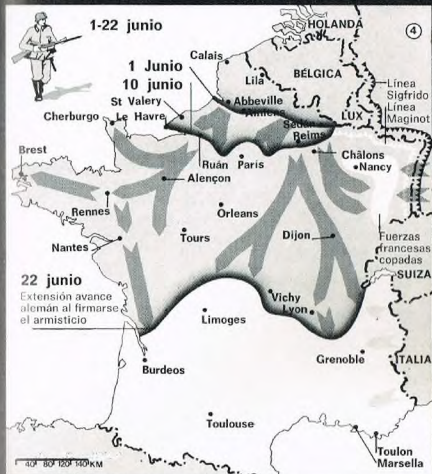 1-22 junio
HOLANDA
4
Calais
BÉLGICA
1 Junio
Lila
10 junio
Línea
Sigfrido
Línea
Maginot
St Valery
Abbeville
Amiens
LUX
Cherburgo
Le Havre
Sedán
Reims
Brest
Ruán
París
Châlons
Nancy
Alençon
Rennes
Orleans
Nantes
Tours
Dijon
Fuerzas
francesas
copadas
SUIZA
22 junio
Extensión avance
alemán al firmarse
el armisticio
Vichy
Lyon
Limoges
Burdeos
Grenoble
ITALIA
Toulouse
Toulon
Marsella
40 80 120 140 KM